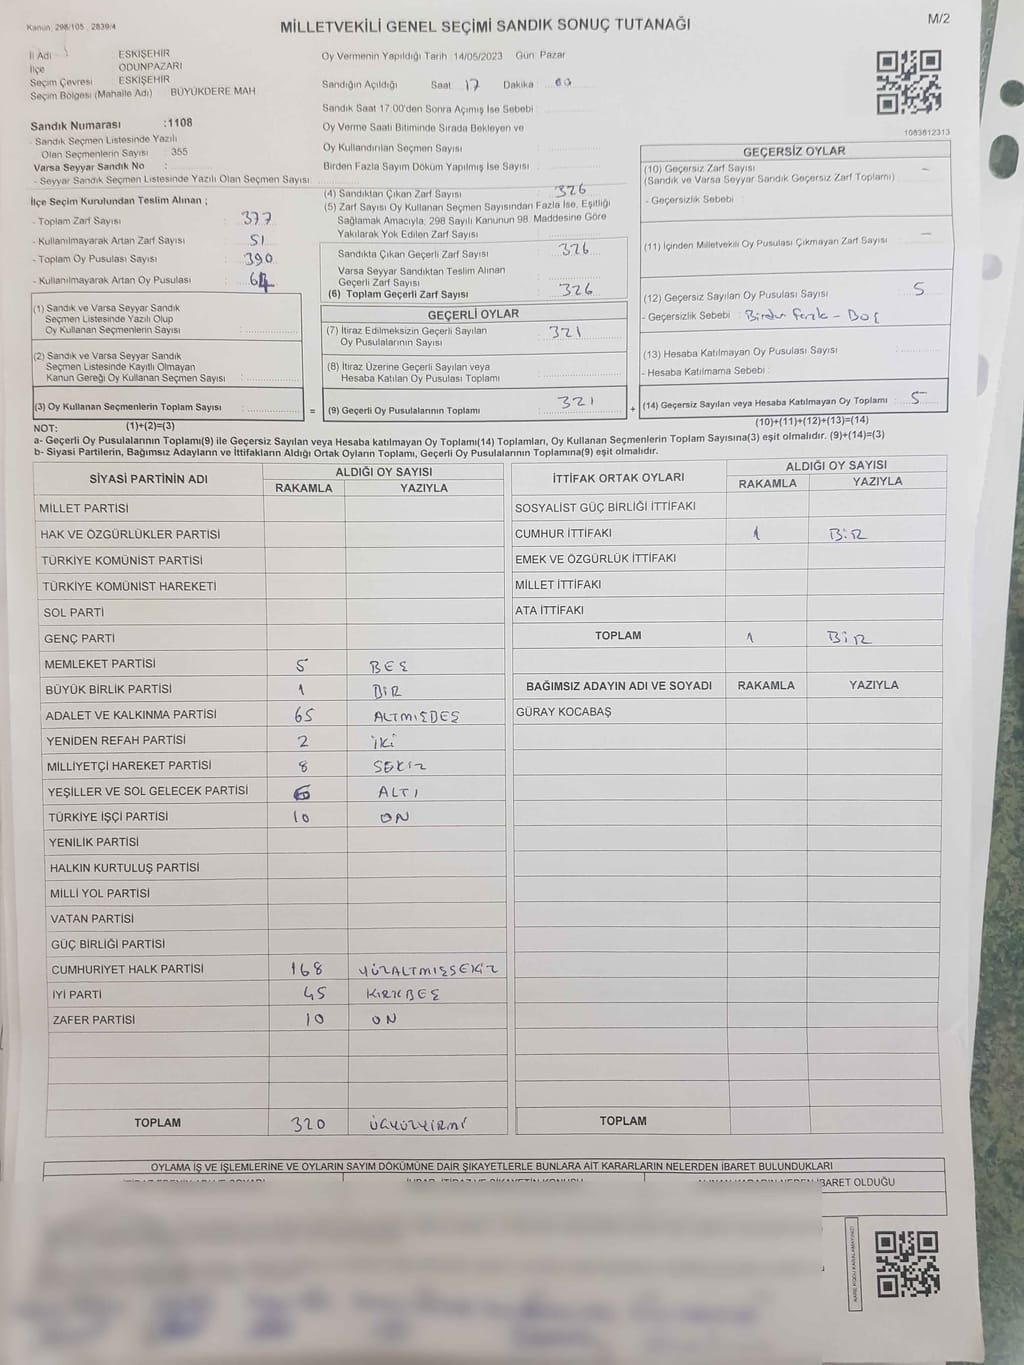 Kanun, 298/105 , 2839/4
MİLLETVEKİLİ GENEL SEÇİMİ SANDIK SONUÇ TUTANAĞI
M/2
İl Adı : ESKİŞEHİR
İlçe ODUNPAZARI
Seçim Çevresi ESKİŞEHİR
Seçim Bölgesi (Mahalle Adı) : BÜYÜKDERE MAH
Oy Vermenin Yapıldığı Tarih : 14/05/2023 Gün: Pazar
Sandığın Açıldığı Saat: 17 Dakika : 00
Sandık Saat 17:00'den Sonra Açımış İse Sebebi :
Oy Verme Saati Bitiminde Sırada Bekleyen ve
Oy Kullandırılan Seçmen Sayısı :
Birden Fazla Sayım Döküm Yapılmış İse Sayısı :
1083812313
Sandık Numarası :1108
- Sandık Seçmen Listesinde Yazılı
Olan Seçmenlerin Sayısı : 355
Varsa Seyyar Sandık No :
- Seyyar Sandık Seçmen Listesinde Yazılı Olan Seçmen Sayısı :
İlçe Seçim Kurulundan Teslim Alınan ;
- Toplam Zarf Sayısı : 377
- Kullanılmayarak Artan Zarf Sayısı : 51
- Toplam Oy Pusulası Sayısı : 390
- Kullanılmayarak Artan Oy Pusulası : 64
(4) Sandıktan Çıkan Zarf Sayısı : 326
(5) Zarf Sayısı Oy Kullanan Seçmen Sayısından Fazla İse, Eşitliği
Sağlamak Amacıyla; 298 Sayılı Kanunun 98. Maddesine Göre
Yakılarak Yok Edilen Zarf Sayısı :
Sandıkta Çıkan Geçerli Zarf Sayısı : 326
Varsa Seyyar Sandıktan Teslim Alınan
Geçerli Zarf Sayısı :
(6) Toplam Geçerli Zarf Sayısı : 326
GEÇERSİZ OYLAR
(10) Geçersiz Zarf Sayısı : —
(Sandık ve Varsa Seyyar Sandık Geçersiz Zarf Toplamı)
- Geçersizlik Sebebi :
(11) İçinden Milletvekili Oy Pusulası Çıkmayan Zarf Sayısı : —
(12) Geçersiz Sayılan Oy Pusulası Sayısı : 5
- Geçersizlik Sebebi :
(13) Hesaba Katılmayan Oy Pusulası Sayısı :
- Hesaba Katılmama Sebebi :
(14) Geçersiz Sayılan veya Hesaba Katılmayan Oy Toplamı : 5
(1) Sandık ve Varsa Seyyar Sandık
Seçmen Listesinde Yazılı Olup
Oy Kullanan Seçmenlerin Sayısı :
(2) Sandık ve Varsa Seyyar Sandık
Seçmen Listesinde Kayıtlı Olmayan
Kanun Gereği Oy Kullanan Seçmen Sayısı :
(3) Oy Kullanan Seçmenlerin Toplam Sayısı :
GEÇERLİ OYLAR
(7) İtiraz Edilmeksizin Geçerli Sayılan
Oy Pusulalarının Sayısı : 321
(8) İtiraz Üzerine Geçerli Sayılan veya
Hesaba Katılan Oy Pusulası Toplamı :
= (9) Geçerli Oy Pusulalarının Toplamı : 321 +
NOT: (1)+(2)=(3) (10)+(11)+(12)+(13)=(14)
a- Geçerli Oy Pusulalarının Toplamı(9) ile Geçersiz Sayılan veya Hesaba katılmayan Oy Toplamı(14) Toplamları, Oy Kullanan Seçmenlerin Toplam Sayısına(3) eşit olmalıdır. (9)+(14)=(3)
b- Siyasi Partilerin, Bağımsız Adayların ve İttifakların Aldığı Ortak Oyların Toplamı, Geçerli Oy Pusulalarının Toplamına(9) eşit olmalıdır.
SİYASİ PARTİNİN ADI ALDIĞI OY SAYISI
RAKAMLA YAZIYLA
MİLLET PARTİSİ
HAK VE ÖZGÜRLÜKLER PARTİSİ
TÜRKİYE KOMÜNİST PARTİSİ
TÜRKİYE KOMÜNİST HAREKETİ
SOL PARTİ
GENÇ PARTİ
MEMLEKET PARTİSİ 5 BEŞ
BÜYÜK BİRLİK PARTİSİ 1 BİR
ADALET VE KALKINMA PARTİSİ 65 ALTMIŞBEŞ
YENİDEN REFAH PARTİSİ 2 İKİ
MİLLİYETÇİ HAREKET PARTİSİ 8 SEKİZ
YEŞİLLER VE SOL GELECEK PARTİSİ 6 ALTI
TÜRKİYE İŞÇİ PARTİSİ 10 ON
YENİLİK PARTİSİ
HALKIN KURTULUŞ PARTİSİ
MİLLİ YOL PARTİSİ
VATAN PARTİSİ
GÜÇ BİRLİĞİ PARTİSİ
CUMHURİYET HALK PARTİSİ 168 YÜZALTMIŞSEKİZ
İYİ PARTİ 45 KIRKBEŞ
ZAFER PARTİSİ 10 ON
TOPLAM 320 ÜÇYÜZYİRMİ
İTTİFAK ORTAK OYLARI ALDIĞI OY SAYISI
RAKAMLA YAZIYLA
SOSYALİST GÜÇ BİRLİĞİ İTTİFAKI
CUMHUR İTTİFAKI 1 BİR
EMEK VE ÖZGÜRLÜK İTTİFAKI
MİLLET İTTİFAKI
ATA İTTİFAKI
TOPLAM 1 BİR
BAĞIMSIZ ADAYIN ADI VE SOYADI RAKAMLA YAZIYLA
GÜRAY KOCABAŞ
TOPLAM
OYLAMA İŞ VE İŞLEMLERİNE VE OYLARIN SAYIM DÖKÜMÜNE DAİR ŞİKAYETLERLE BUNLARA AİT KARARLARIN NELERDEN İBARET BULUNDUKLARI
İBARET OLDUĞU